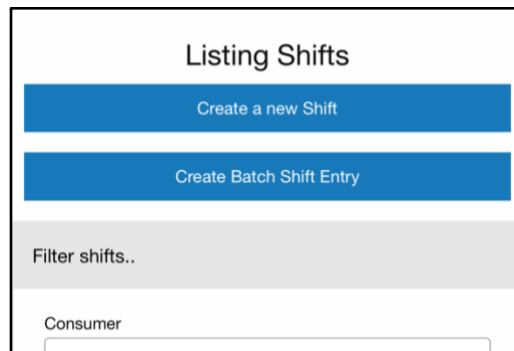 Listing Shifts
Create a new Shift
Create Batch Shift Entry
Filter shifts..
Consumer